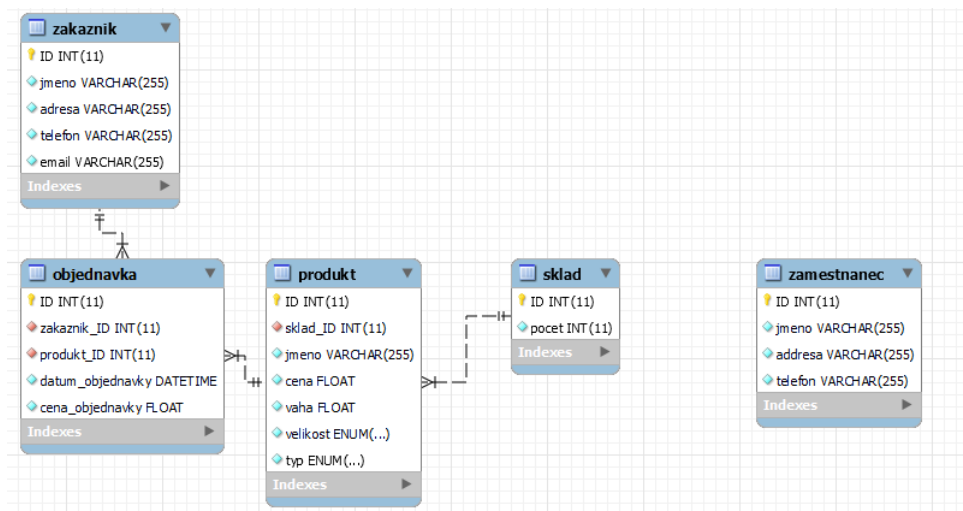 zakaznik
ID INT(11)
jmeno VARCHAR(255)
adresa VARCHAR(255)
telefon VARCHAR(255)
email VARCHAR(255)
Indexes
objednavka
ID INT(11)
zakaznik_ID INT(11)
produkt_ID INT(11)
datum_objednavky DATETIME
cena_objednavky FLOAT
Indexes
produkt
ID INT(11)
sklad_ID INT(11)
jmeno VARCHAR(255)
cena FLOAT
vaha FLOAT
velikost ENUM(...)
typ ENUM(...)
Indexes
sklad
ID INT(11)
pocet INT(11)
Indexes
zamestnanec
ID INT(11)
jmeno VARCHAR(255)
addresa VARCHAR(255)
telefon VARCHAR(255)
Indexes